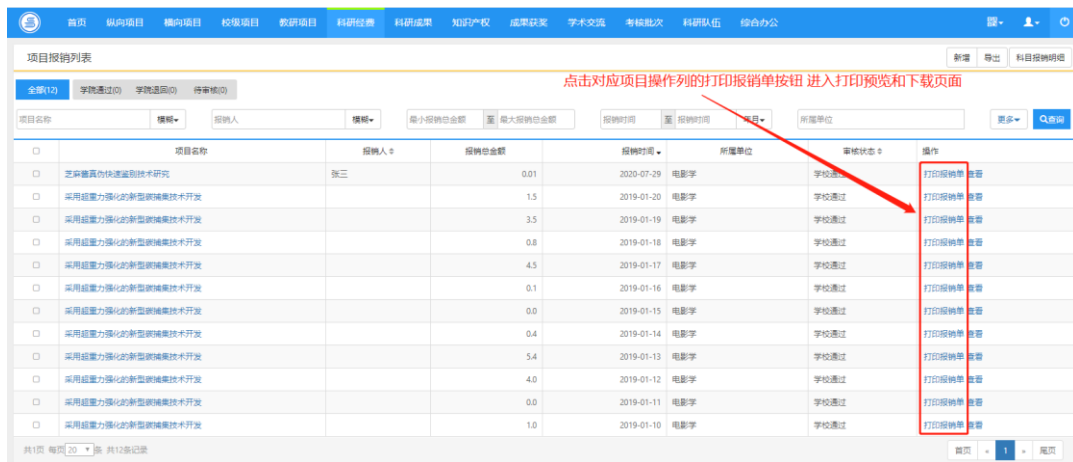 首页 纵向项目 横向项目 校级项目 教研项目 科研经费 科研成果 知识产权 成果获奖 学术交流 考核批次 科研队伍 综合办公
项目报销列表 新增 导出 科目报销明细
点击对应项目操作列的打印报销单按钮 进入打印预览和下载页面
全部(12) 学院通过(0) 学院退回(0) 待审核(0)
项目名称 模糊 报销人 模糊 最小报销总金额 至 最大报销总金额 报销时间 至 报销时间 年月 所属单位 更多 查询
项目名称 报销人 报销总金额 报销时间 所属单位 审核状态 操作
芝麻酱真伪快速鉴别技术研究 张三 0.01 2020-07-29 电影学 学校通过 打印报销单 查看
采用超重力强化的新型碳捕集技术开发 1.5 2019-01-20 电影学 学校通过 打印报销单 查看
采用超重力强化的新型碳捕集技术开发 3.5 2019-01-19 电影学 学校通过 打印报销单 查看
采用超重力强化的新型碳捕集技术开发 0.8 2019-01-18 电影学 学校通过 打印报销单 查看
采用超重力强化的新型碳捕集技术开发 4.5 2019-01-17 电影学 学校通过 打印报销单 查看
采用超重力强化的新型碳捕集技术开发 0.1 2019-01-16 电影学 学校通过 打印报销单 查看
采用超重力强化的新型碳捕集技术开发 0.0 2019-01-15 电影学 学校通过 打印报销单 查看
采用超重力强化的新型碳捕集技术开发 0.4 2019-01-14 电影学 学校通过 打印报销单 查看
采用超重力强化的新型碳捕集技术开发 5.4 2019-01-13 电影学 学校通过 打印报销单 查看
采用超重力强化的新型碳捕集技术开发 4.0 2019-01-12 电影学 学校通过 打印报销单 查看
采用超重力强化的新型碳捕集技术开发 0.0 2019-01-11 电影学 学校通过 打印报销单 查看
采用超重力强化的新型碳捕集技术开发 1.0 2019-01-10 电影学 学校通过 打印报销单 查看
共1页 每页 20 条 共12条记录 首页 « 1 » 尾页